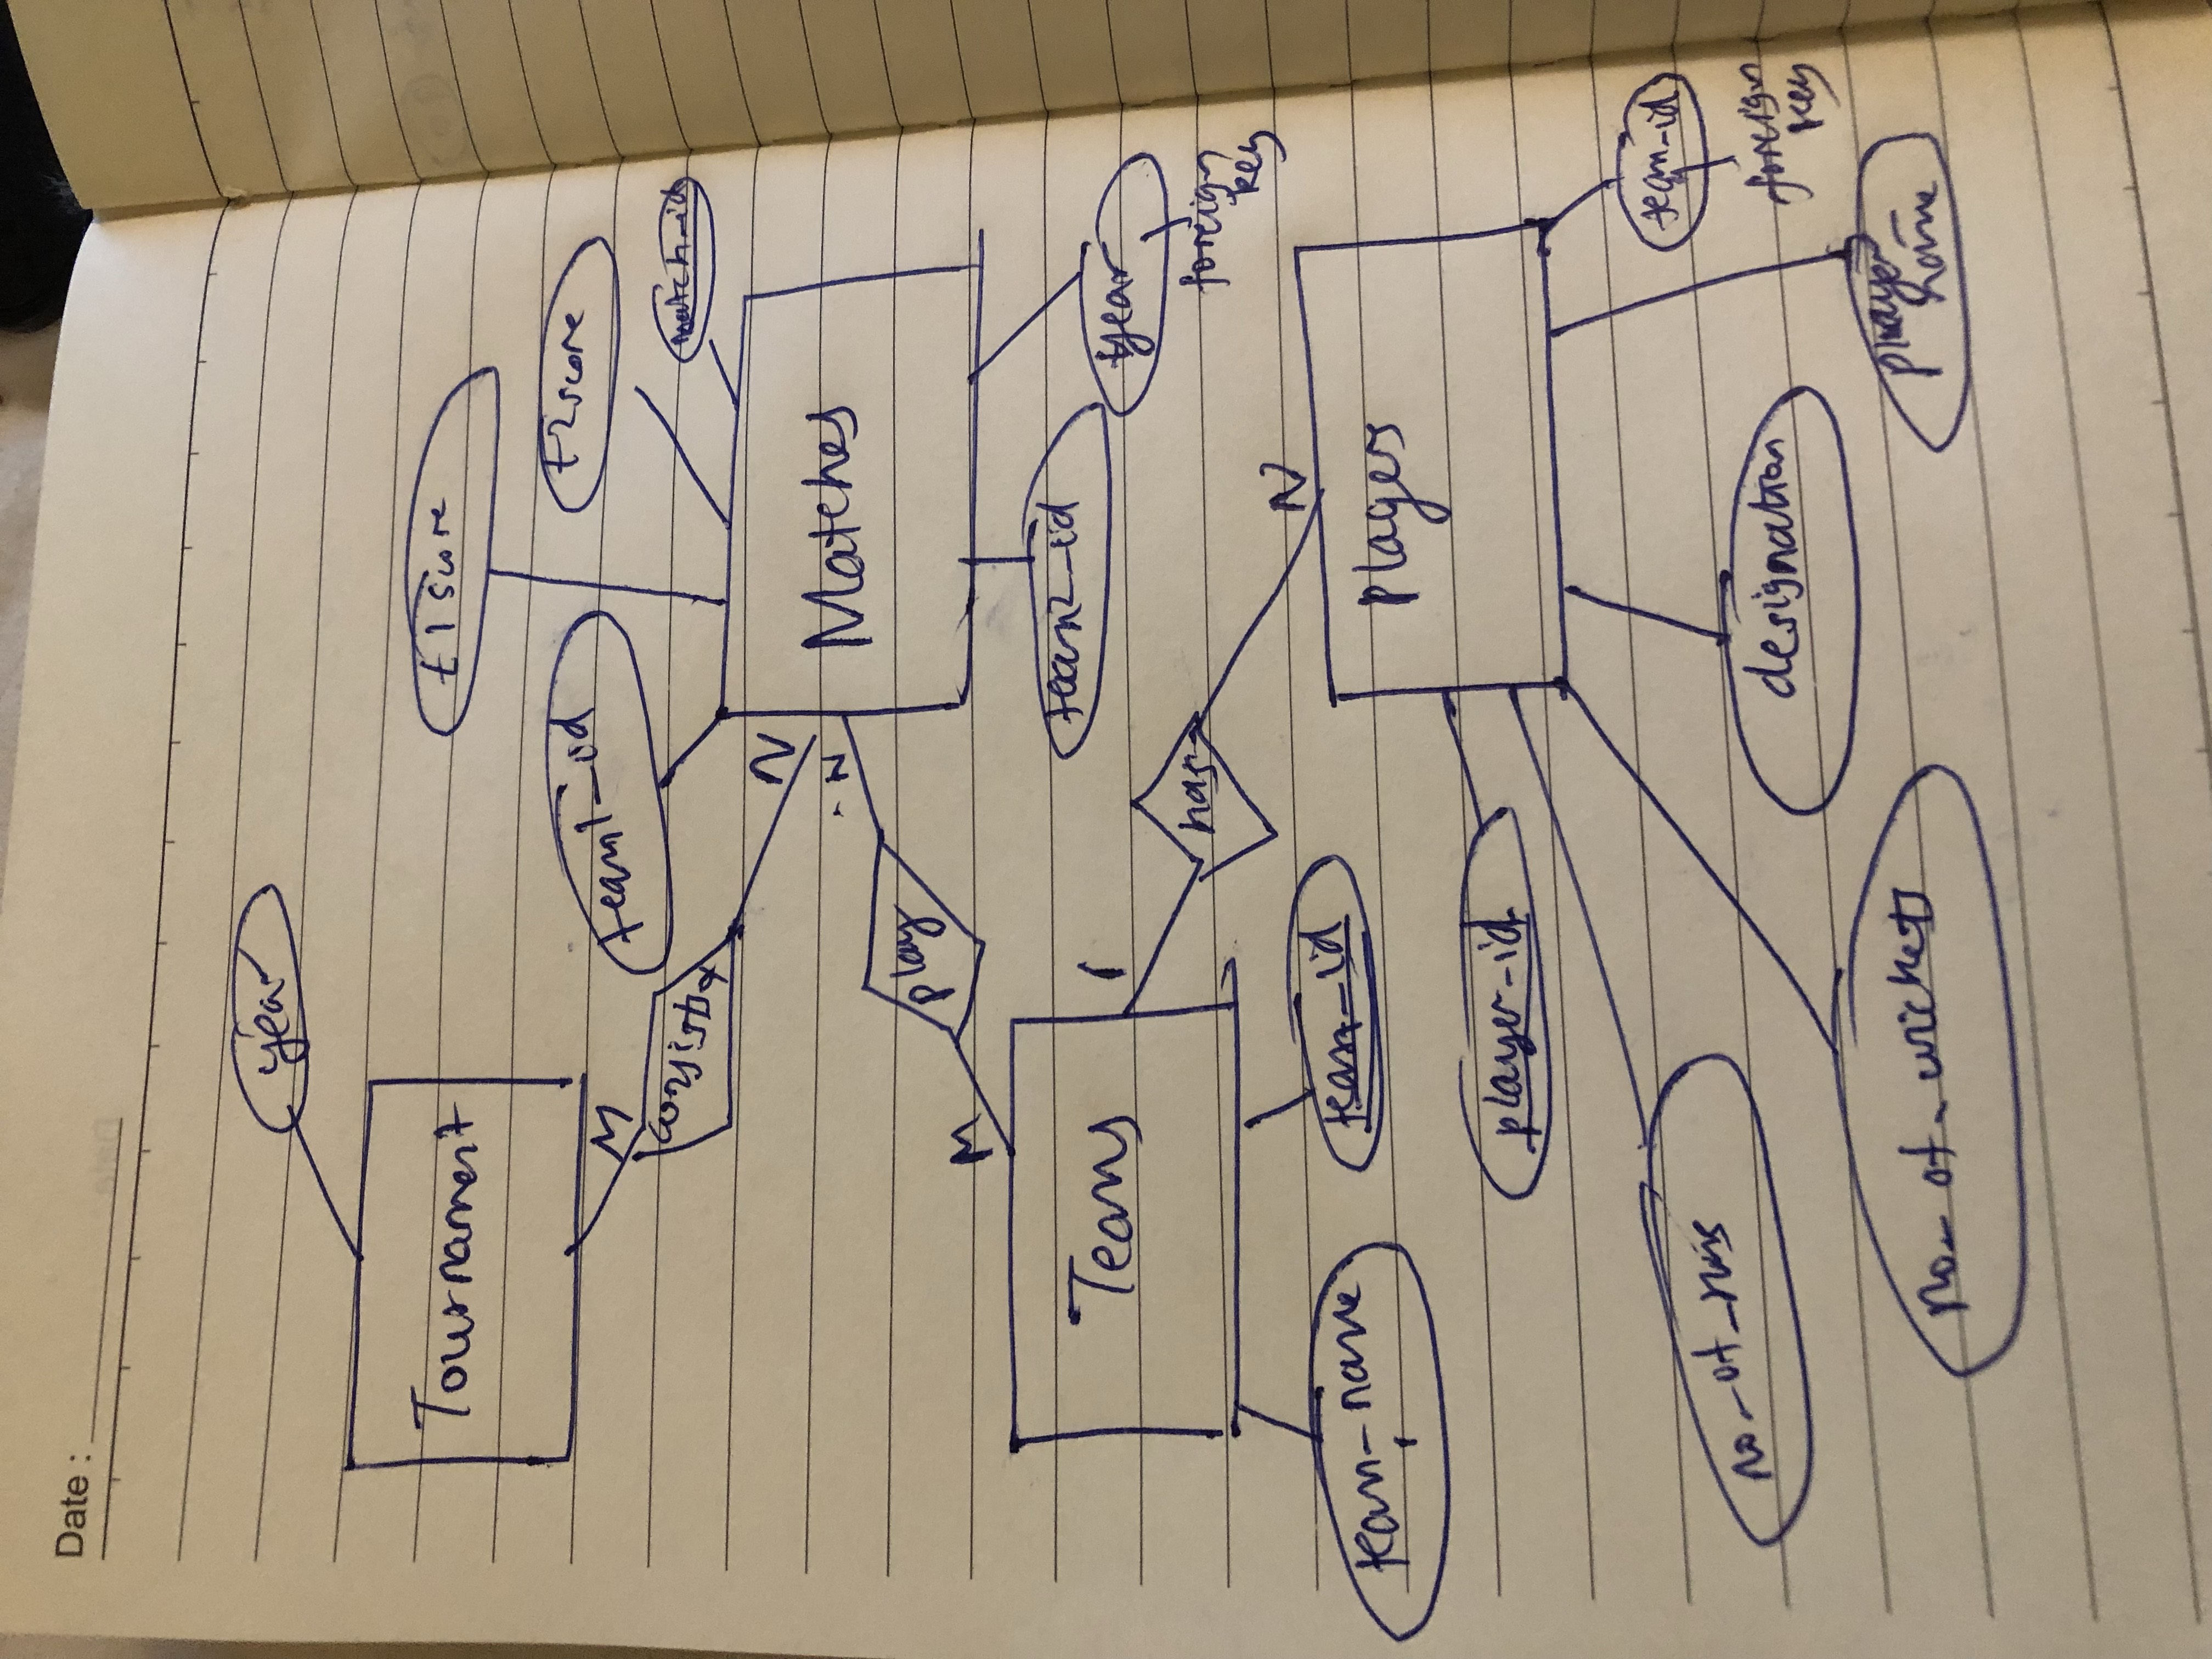 Date :
year
Tournament
t1score
team1_id
t2score
M
match_id
N
Matches
N
play
M
team2_id
Teams
1
year
has
foreign
key
N
team_name
team_id
Players
player_id
team_id
no_of_runs
foreign
key
designation
player
name
no_of_wickets